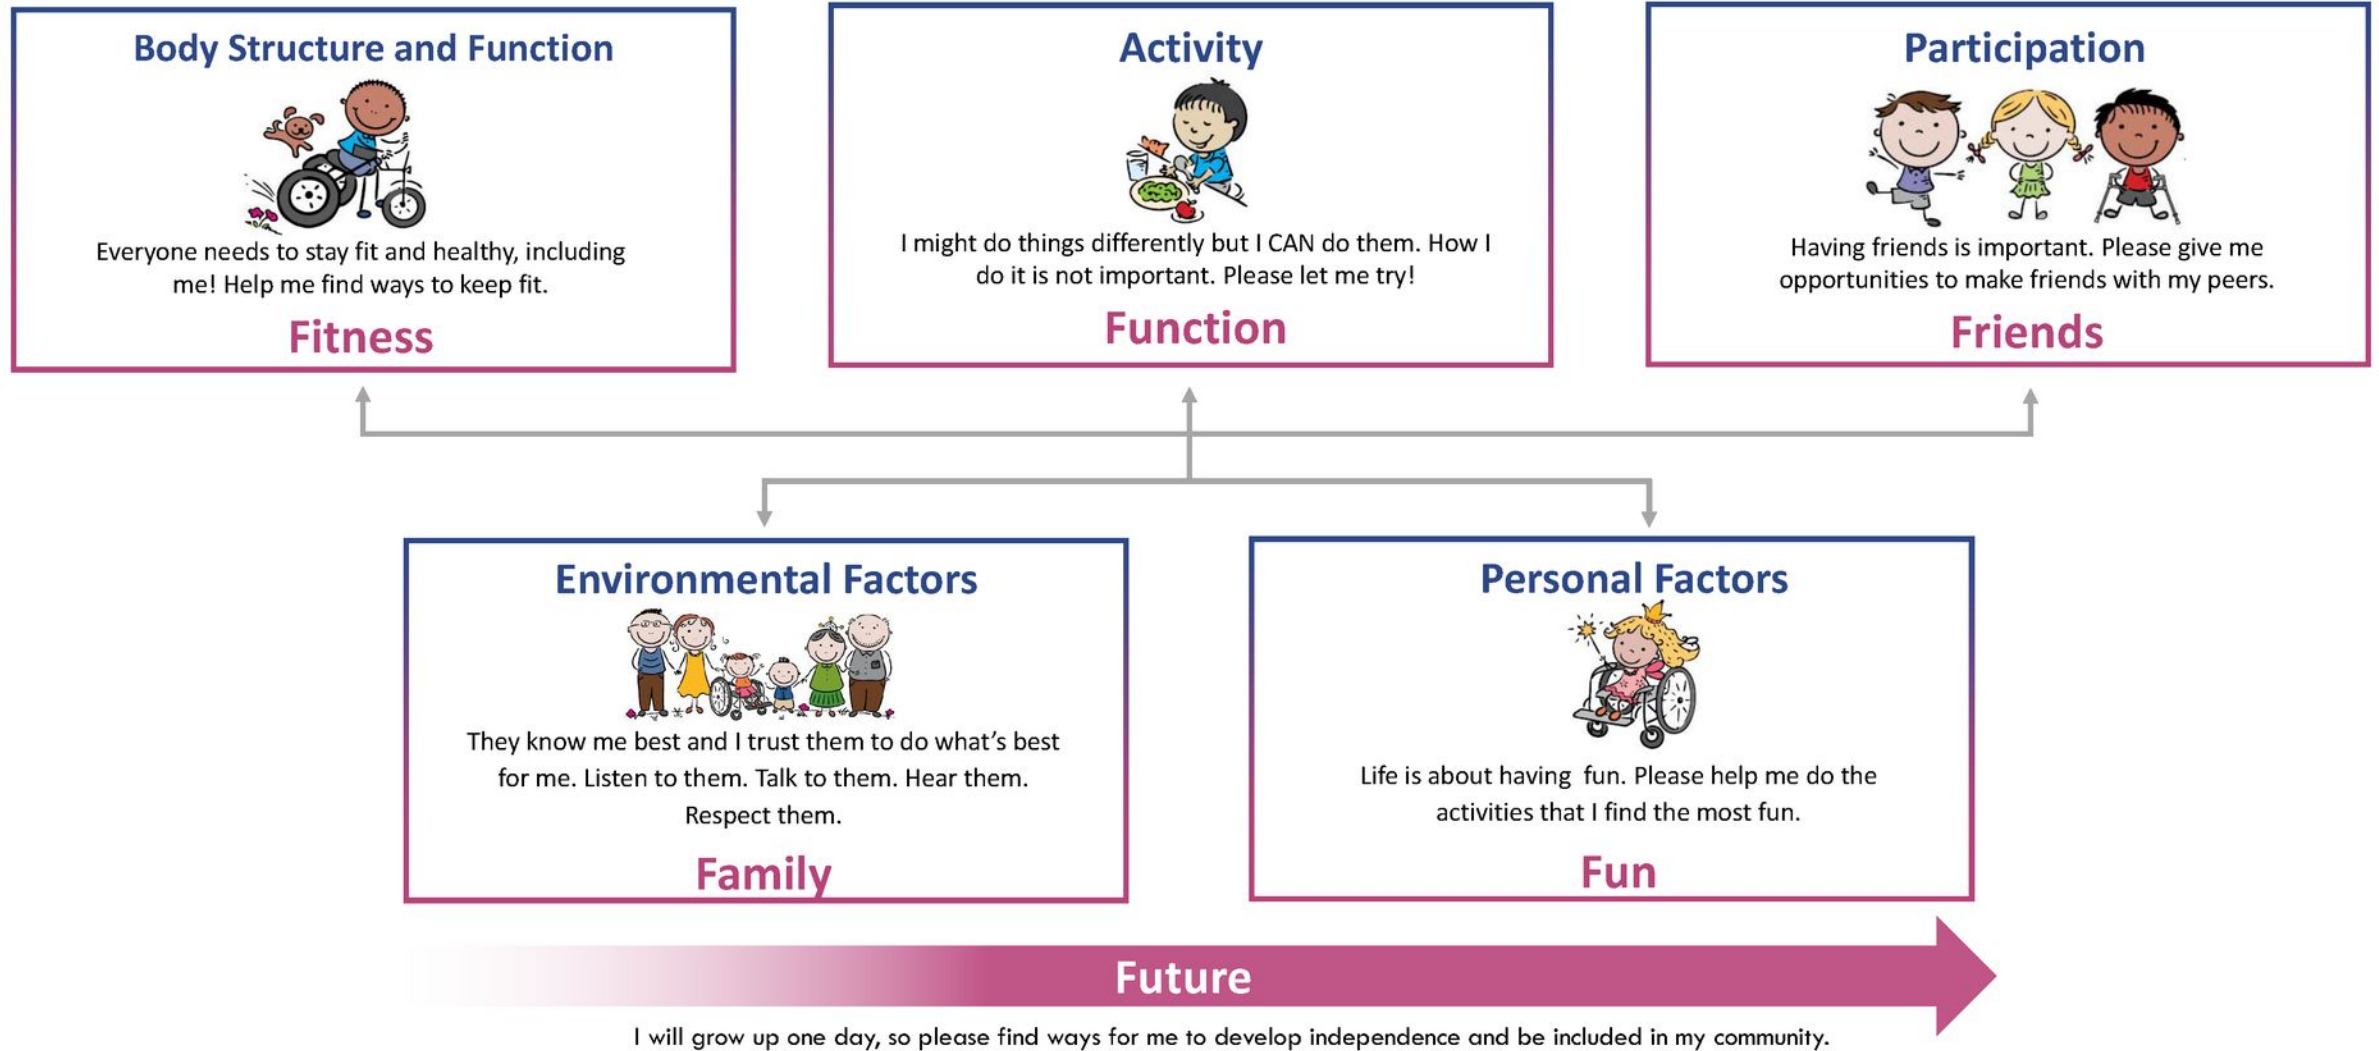 Body Structure and Function
Everyone needs to stay fit and healthy, including
me! Help me find ways to keep fit.
Fitness
Activity
I might do things differently but I CAN do them. How I
do it is not important. Please let me try!
Function
Participation
Having friends is important. Please give me
opportunities to make friends with my peers.
Friends
Environmental Factors
They know me best and I trust them to do what’s best
for me. Listen to them. Talk to them. Hear them.
Respect them.
Family
Personal Factors
Life is about having fun. Please help me do the
activities that I find the most fun.
Fun
Future
I will grow up one day, so please find ways for me to develop independence and be included in my community.